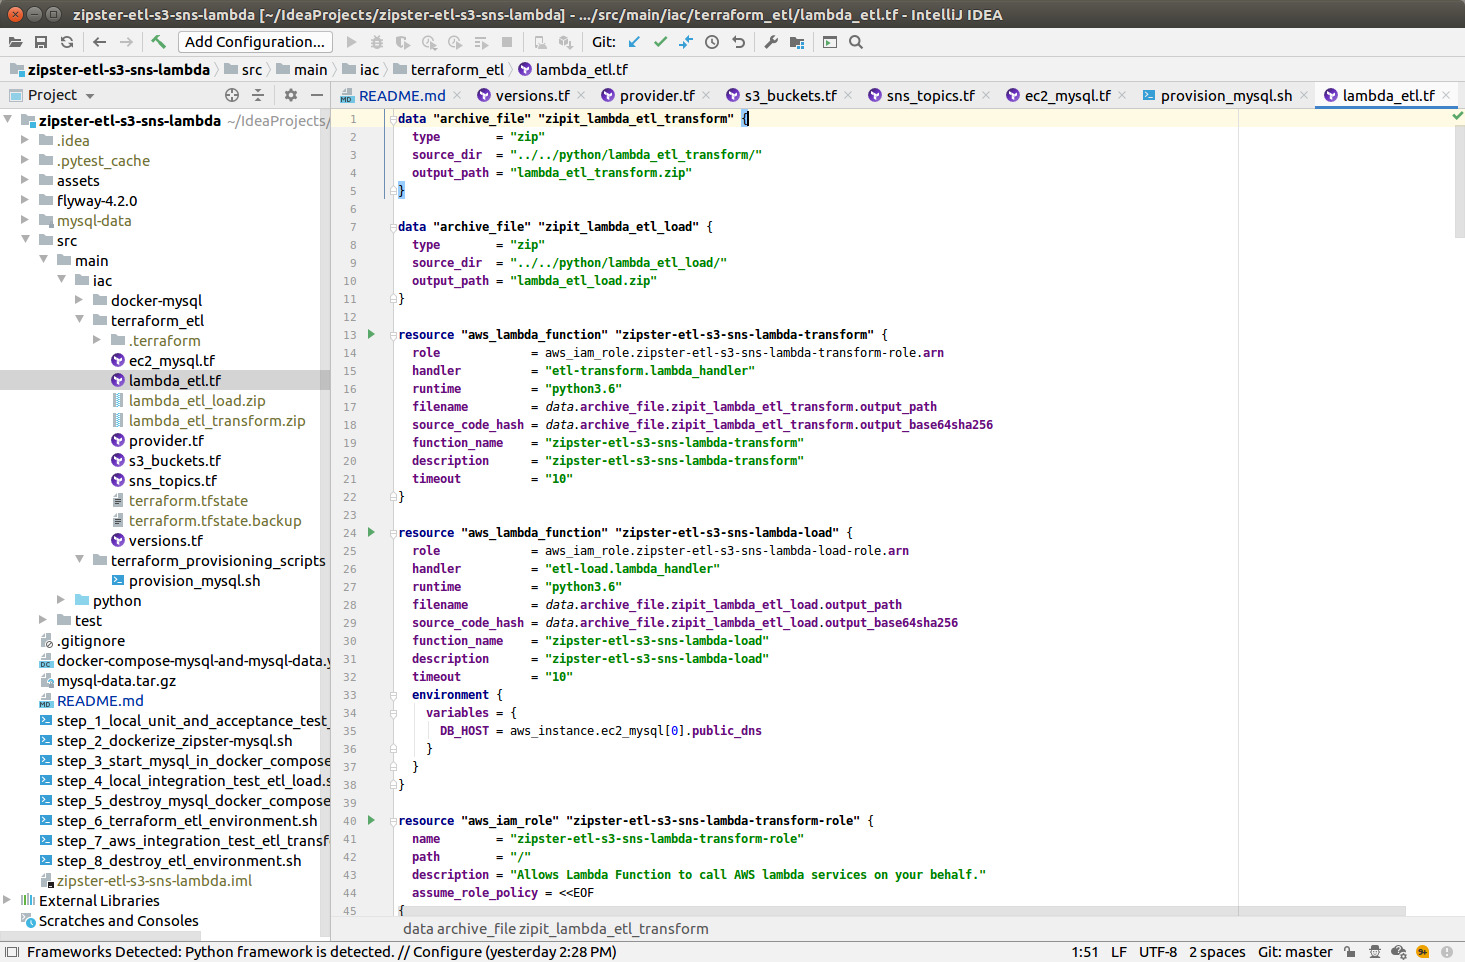 zipster-etl-s3-sns-lambda [~/IdeaProjects/zipster-etl-s3-sns-lambda] - .../src/main/iac/terraform_etl/lambda_etl.tf - IntelliJ IDEA
Add Configuration... Git:
zipster-etl-s3-sns-lambda src main iac terraform_etl lambda_etl.tf
Project
README.md versions.tf provider.tf s3_buckets.tf sns_topics.tf ec2_mysql.tf provision_mysql.sh lambda_etl.tf
zipster-etl-s3-sns-lambda ~/IdeaProjects/
.idea
.pytest_cache
assets
flyway-4.2.0
mysql-data
src
main
iac
docker-mysql
terraform_etl
.terraform
ec2_mysql.tf
lambda_etl.tf
lambda_etl_load.zip
lambda_etl_transform.zip
provider.tf
s3_buckets.tf
sns_topics.tf
terraform.tfstate
terraform.tfstate.backup
versions.tf
terraform_provisioning_scripts
provision_mysql.sh
python
test
.gitignore
docker-compose-mysql-and-mysql-data.y
mysql-data.tar.gz
README.md
step_1_local_unit_and_acceptance_test_
step_2_dockerize_zipster-mysql.sh
step_3_start_mysql_in_docker_compose
step_4_local_integration_test_etl_load.s
step_5_destroy_mysql_docker_compose
step_6_terraform_etl_environment.sh
step_7_aws_integration_test_etl_transf
step_8_destroy_etl_environment.sh
zipster-etl-s3-sns-lambda.iml
External Libraries
Scratches and Consoles
1 data "archive_file" "zipit_lambda_etl_transform" {
2 type = "zip"
3 source_dir = "../../python/lambda_etl_transform/"
4 output_path = "lambda_etl_transform.zip"
5 }
6
7 data "archive_file" "zipit_lambda_etl_load" {
8 type = "zip"
9 source_dir = "../../python/lambda_etl_load/"
10 output_path = "lambda_etl_load.zip"
11 }
12
13 resource "aws_lambda_function" "zipster-etl-s3-sns-lambda-transform" {
14 role = aws_iam_role.zipster-etl-s3-sns-lambda-transform-role.arn
15 handler = "etl-transform.lambda_handler"
16 runtime = "python3.6"
17 filename = data.archive_file.zipit_lambda_etl_transform.output_path
18 source_code_hash = data.archive_file.zipit_lambda_etl_transform.output_base64sha256
19 function_name = "zipster-etl-s3-sns-lambda-transform"
20 description = "zipster-etl-s3-sns-lambda-transform"
21 timeout = "10"
22 }
23
24 resource "aws_lambda_function" "zipster-etl-s3-sns-lambda-load" {
25 role = aws_iam_role.zipster-etl-s3-sns-lambda-load-role.arn
26 handler = "etl-load.lambda_handler"
27 runtime = "python3.6"
28 filename = data.archive_file.zipit_lambda_etl_load.output_path
29 source_code_hash = data.archive_file.zipit_lambda_etl_load.output_base64sha256
30 function_name = "zipster-etl-s3-sns-lambda-load"
31 description = "zipster-etl-s3-sns-lambda-load"
32 timeout = "10"
33 environment {
34 variables = {
35 DB_HOST = aws_instance.ec2_mysql[0].public_dns
36 }
37 }
38 }
39
40 resource "aws_iam_role" "zipster-etl-s3-sns-lambda-transform-role" {
41 name = "zipster-etl-s3-sns-lambda-transform-role"
42 path = "/"
43 description = "Allows Lambda Function to call AWS lambda services on your behalf."
44 assume_role_policy = <<EOF
45 {
data archive_file zipit_lambda_etl_transform
Frameworks Detected: Python framework is detected. // Configure (yesterday 2:28 PM) 1:51 LF UTF-8 2 spaces Git: master 9+